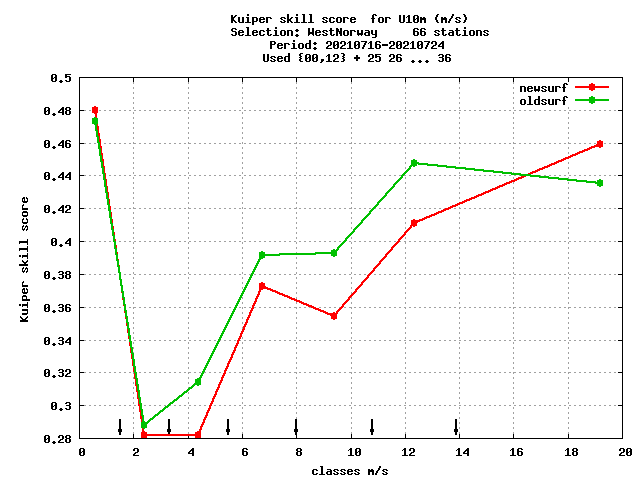 Kuiper skill score  for U10m (m/s)
Selection: WestNorway     66 stations
Period: 20210716-20210724
Used {00,12} + 25 26 ... 36
newsurf
oldsurf
0.5
0.48
0.46
0.44
0.42
0.4
0.38
0.36
0.34
0.32
0.3
0.28
Kuiper skill score
0 2 4 6 8 10 12 14 16 18 20
classes m/s